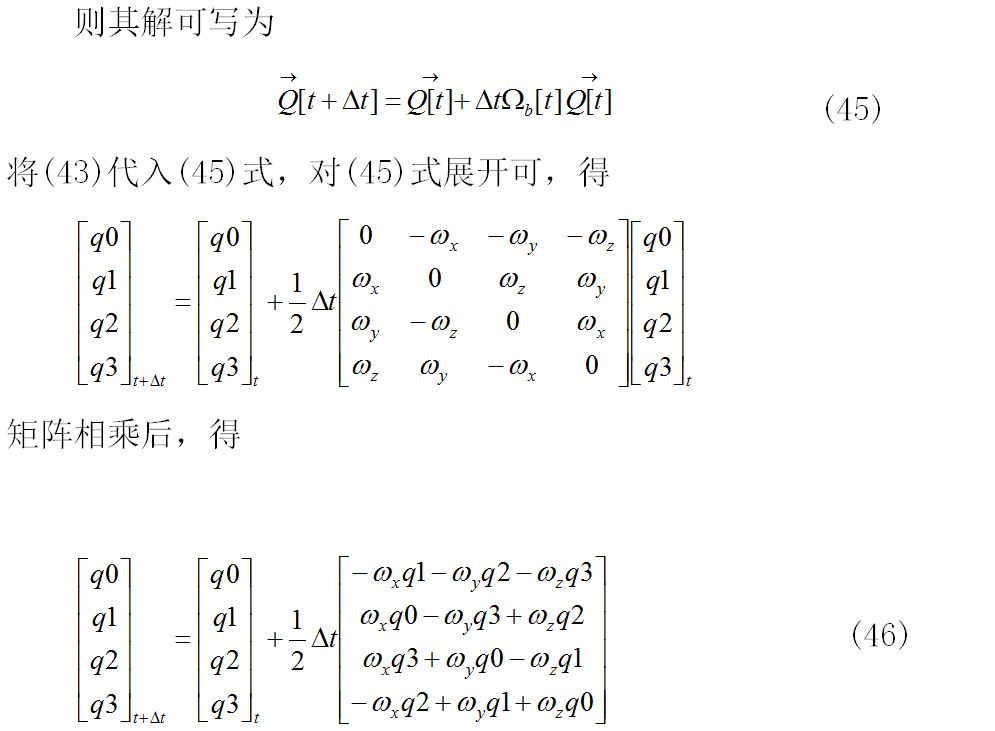 则其解可写为
$\vec{Q}[t+\Delta t]=\vec{Q[t]}+\Delta t\Omega_b[t]\vec{Q[t]}$ (45)
将(43)代入(45)式，对(45)式展开可，得
$\begin{bmatrix} q0 \\ q1 \\ q2 \\ q3 \end{bmatrix}_{t+\Delta t} = \begin{bmatrix} q0 \\ q1 \\ q2 \\ q3 \end{bmatrix}_{t} + \frac{1}{2}\Delta t \begin{bmatrix} 0 & -\omega_x & -\omega_y & -\omega_z \\ \omega_x & 0 & \omega_z & \omega_y \\ \omega_y & -\omega_z & 0 & \omega_x \\ \omega_z & \omega_y & -\omega_x & 0 \end{bmatrix} \begin{bmatrix} q0 \\ q1 \\ q2 \\ q3 \end{bmatrix}_{t}$
矩阵相乘后，得
$\begin{bmatrix} q0 \\ q1 \\ q2 \\ q3 \end{bmatrix}_{t+\Delta t} = \begin{bmatrix} q0 \\ q1 \\ q2 \\ q3 \end{bmatrix}_{t} + \frac{1}{2}\Delta t \begin{bmatrix} -\omega_x q1-\omega_y q2-\omega_z q3 \\ \omega_x q0-\omega_y q3+\omega_z q2 \\ \omega_x q3+\omega_y q0-\omega_z q1 \\ -\omega_x q2+\omega_y q1+\omega_z q0 \end{bmatrix}$ (46)